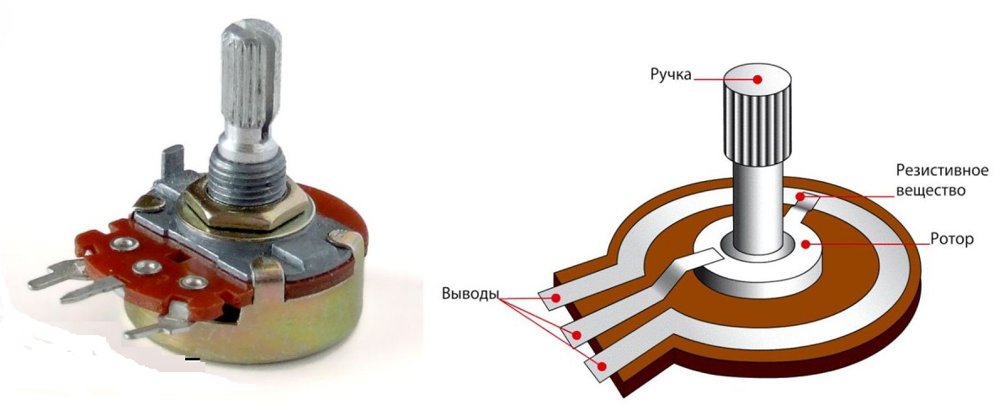 Ручка
Резистивное
вещество
Ротор
Выводы